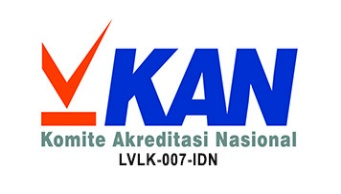 KAN
Komite Akreditasi Nasional
LVLK-007-IDN